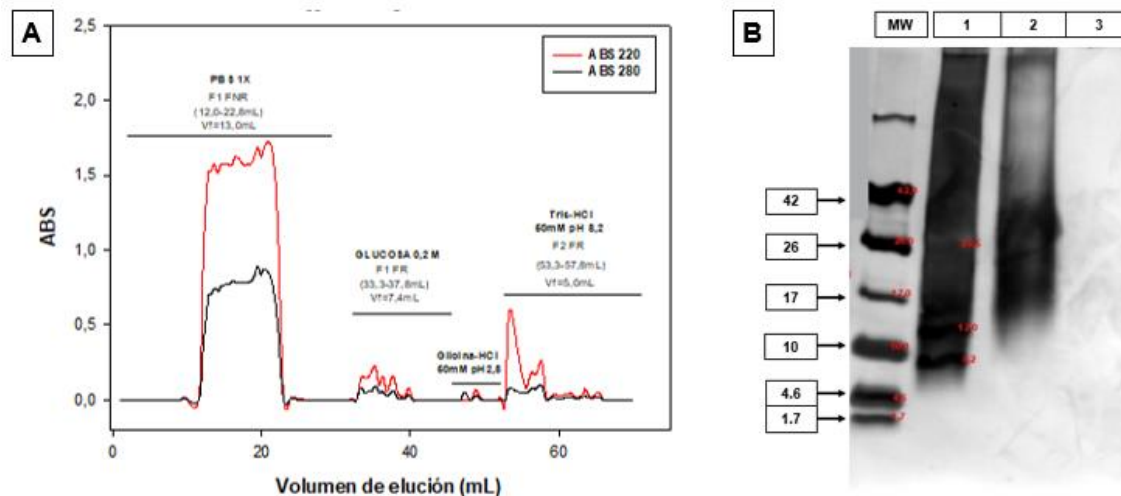 A
2,5
2,0
1,5
1,0
0,5
0,0
ABS
0
20
40
60
Volumen de elución (mL)
ABS 220
ABS 280
PB S 1X
F1 FNR
(12,0-22,8mL)
Vf=13,0mL
GLUCOSA 0,2 M
F1 FR
(33,3-37,8mL)
Vf=7,4mL
Glicina-HCl
50mM pH 2,8
Tris-HCl
50mM pH 8,2
F2 FR
(53,3-57,8mL)
Vf=5,0mL
B
MW 1 2 3
42
26
17
10
4.6
1.7